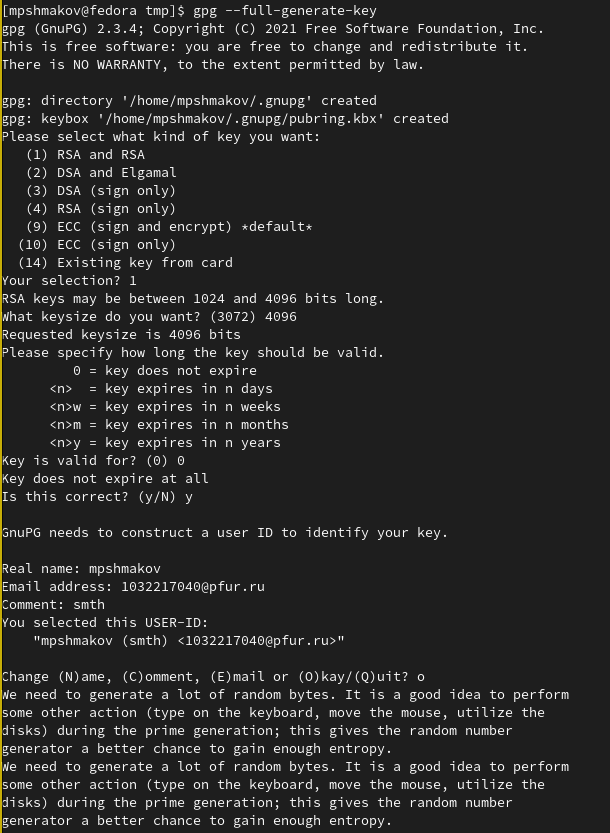 [mpshmakov@fedora tmp]$ gpg --full-generate-key
gpg (GnuPG) 2.3.4; Copyright (C) 2021 Free Software Foundation, Inc.
This is free software: you are free to change and redistribute it.
There is NO WARRANTY, to the extent permitted by law.

gpg: directory '/home/mpshmakov/.gnupg' created
gpg: keybox '/home/mpshmakov/.gnupg/pubring.kbx' created
Please select what kind of key you want:
   (1) RSA and RSA
   (2) DSA and Elgamal
   (3) DSA (sign only)
   (4) RSA (sign only)
   (9) ECC (sign and encrypt) *default*
  (10) ECC (sign only)
  (14) Existing key from card
Your selection? 1
RSA keys may be between 1024 and 4096 bits long.
What keysize do you want? (3072) 4096
Requested keysize is 4096 bits
Please specify how long the key should be valid.
         0 = key does not expire
      <n>  = key expires in n days
      <n>w = key expires in n weeks
      <n>m = key expires in n months
      <n>y = key expires in n years
Key is valid for? (0) 0
Key does not expire at all
Is this correct? (y/N) y

GnuPG needs to construct a user ID to identify your key.

Real name: mpshmakov
Email address: 1032217040@pfur.ru
Comment: smth
You selected this USER-ID:
    "mpshmakov (smth) <1032217040@pfur.ru>"

Change (N)ame, (C)omment, (E)mail or (O)kay/(Q)uit? o
We need to generate a lot of random bytes. It is a good idea to perform
some other action (type on the keyboard, move the mouse, utilize the
disks) during the prime generation; this gives the random number
generator a better chance to gain enough entropy.
We need to generate a lot of random bytes. It is a good idea to perform
some other action (type on the keyboard, move the mouse, utilize the
disks) during the prime generation; this gives the random number
generator a better chance to gain enough entropy.